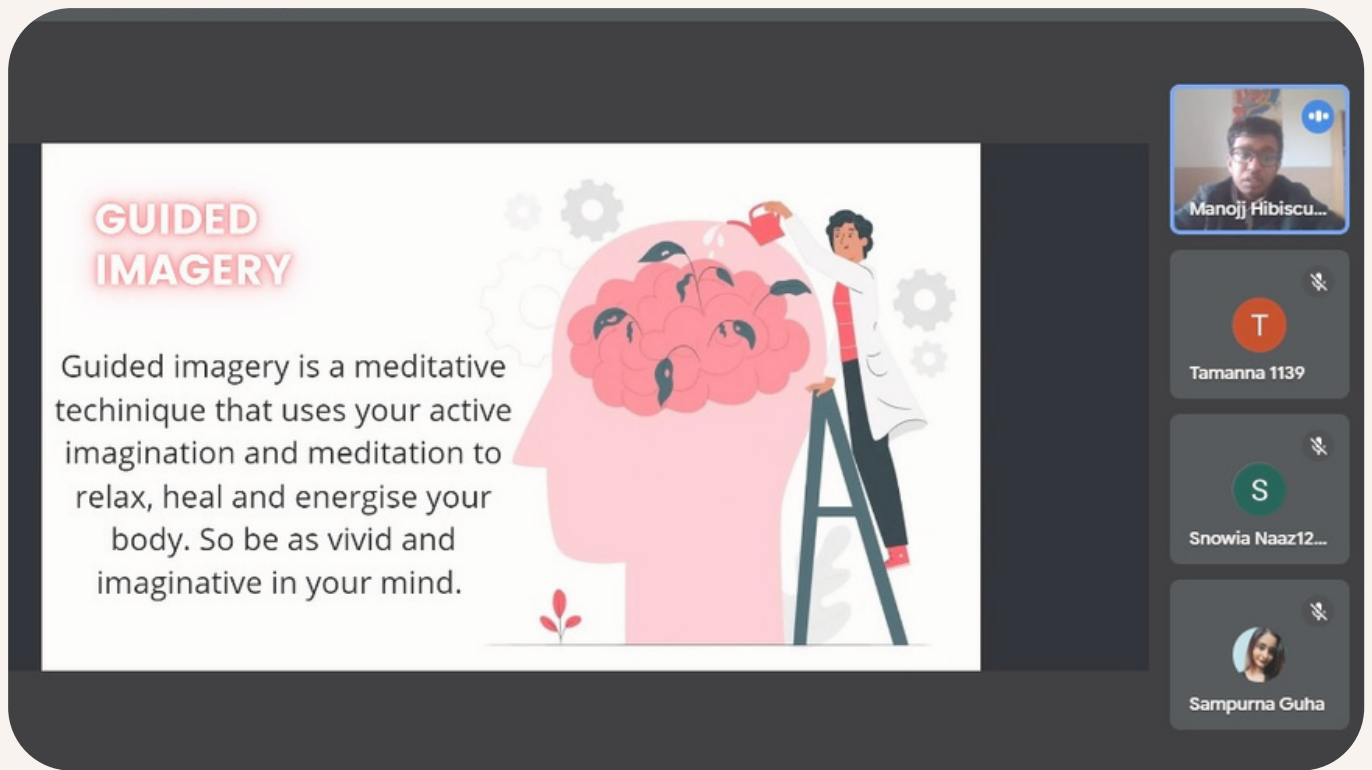 GUIDED
IMAGERY
Guided imagery is a meditative
techinique that uses your active
imagination and meditation to
relax, heal and energise your
body. So be as vivid and
imaginative in your mind.
Manojj Hibiscu...
T
Tamanna 1139
S
Snowia Naaz12...
Sampurna Guha